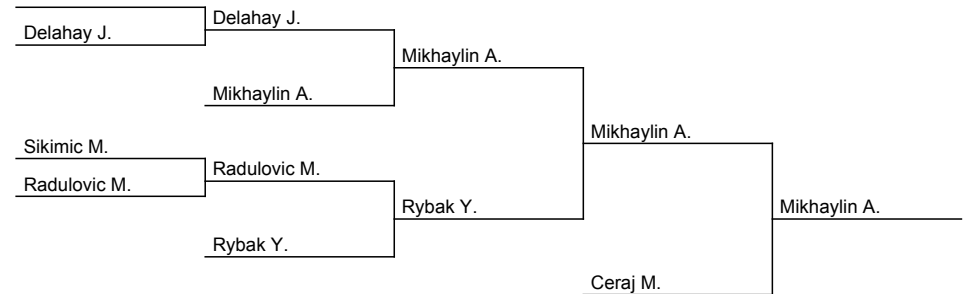 Delahay J.
Delahay J.
Mikhaylin A.
Mikhaylin A.
Mikhaylin A.
Sikimic M.
Radulovic M.
Radulovic M.
Rybak Y.
Mikhaylin A.
Rybak Y.
Ceraj M.